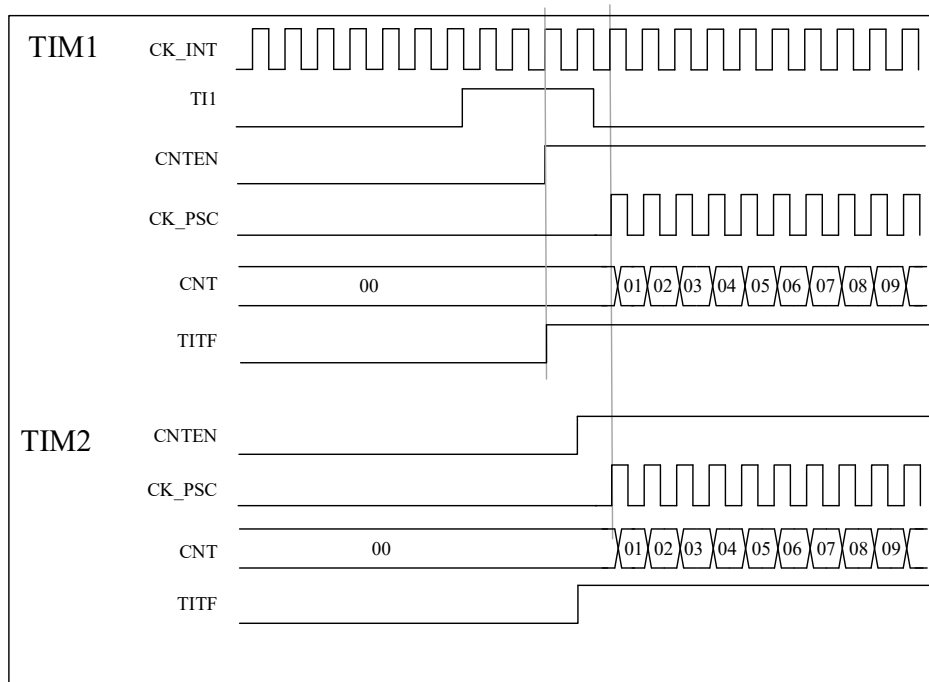 TIM1
CK_INT
TI1
CNTEN
CK_PSC
CNT 00 01 02 03 04 05 06 07 08 09
TITF
TIM2
CNTEN
CK_PSC
CNT 00 01 02 03 04 05 06 07 08 09
TITF